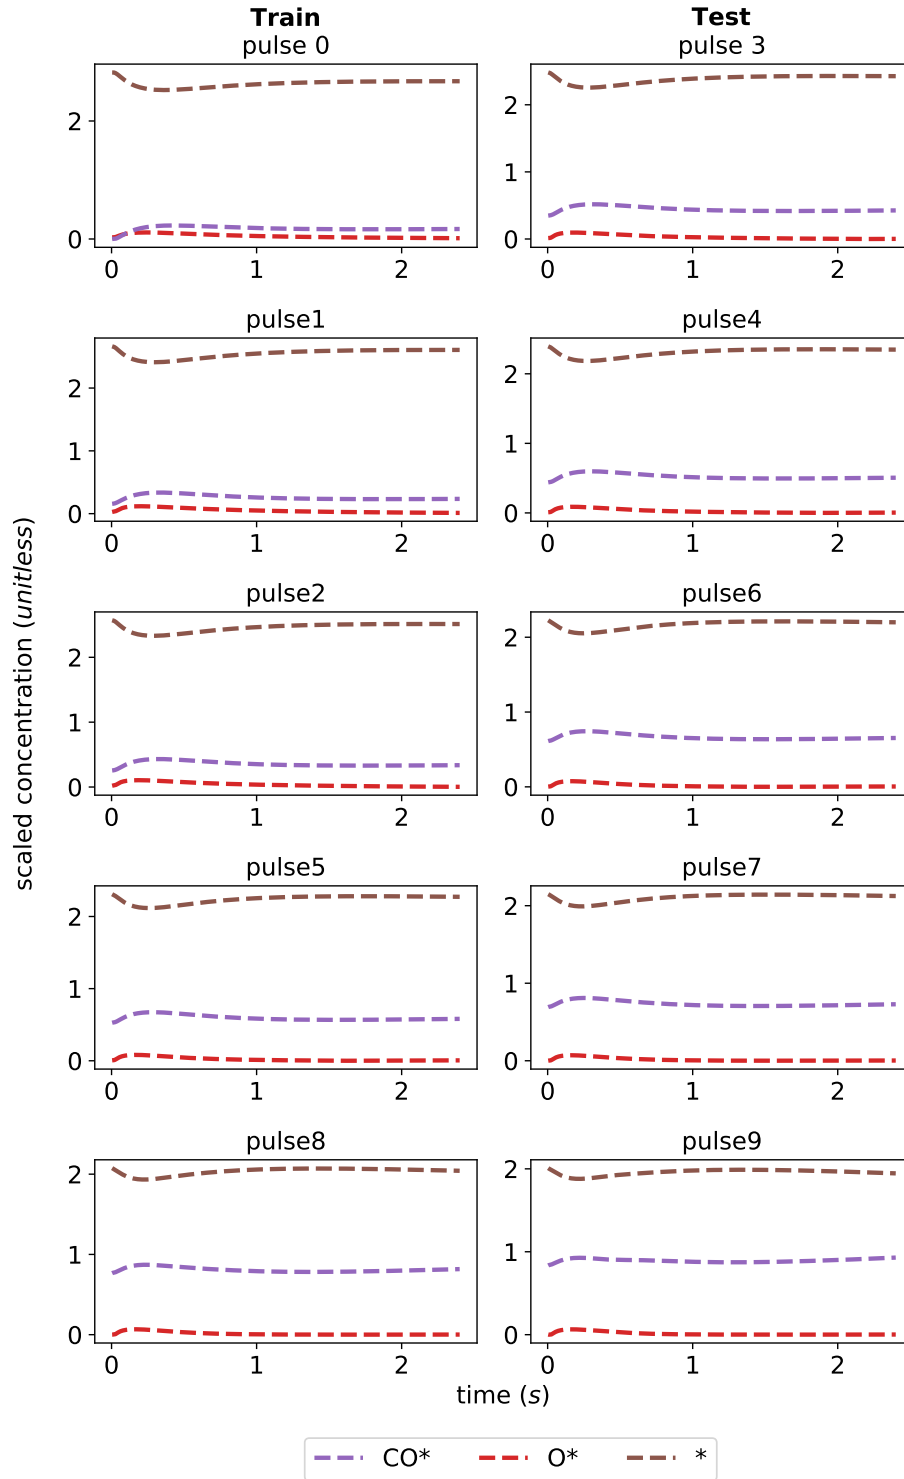 Train
pulse 0
Test
pulse 3
2
0
0 1 2
2
1
0
0 1 2
pulse1
pulse4
2
1
0
0 1 2
2
1
0
0 1 2
pulse2
pulse6
2
1
0
0 1 2
2
1
0
0 1 2
pulse5
pulse7
2
1
0
0 1 2
2
1
0
0 1 2
pulse8
pulse9
2
1
0
0 1 2
2
1
0
0 1 2
scaled concentration (unitless)
time (s)
CO* O* *